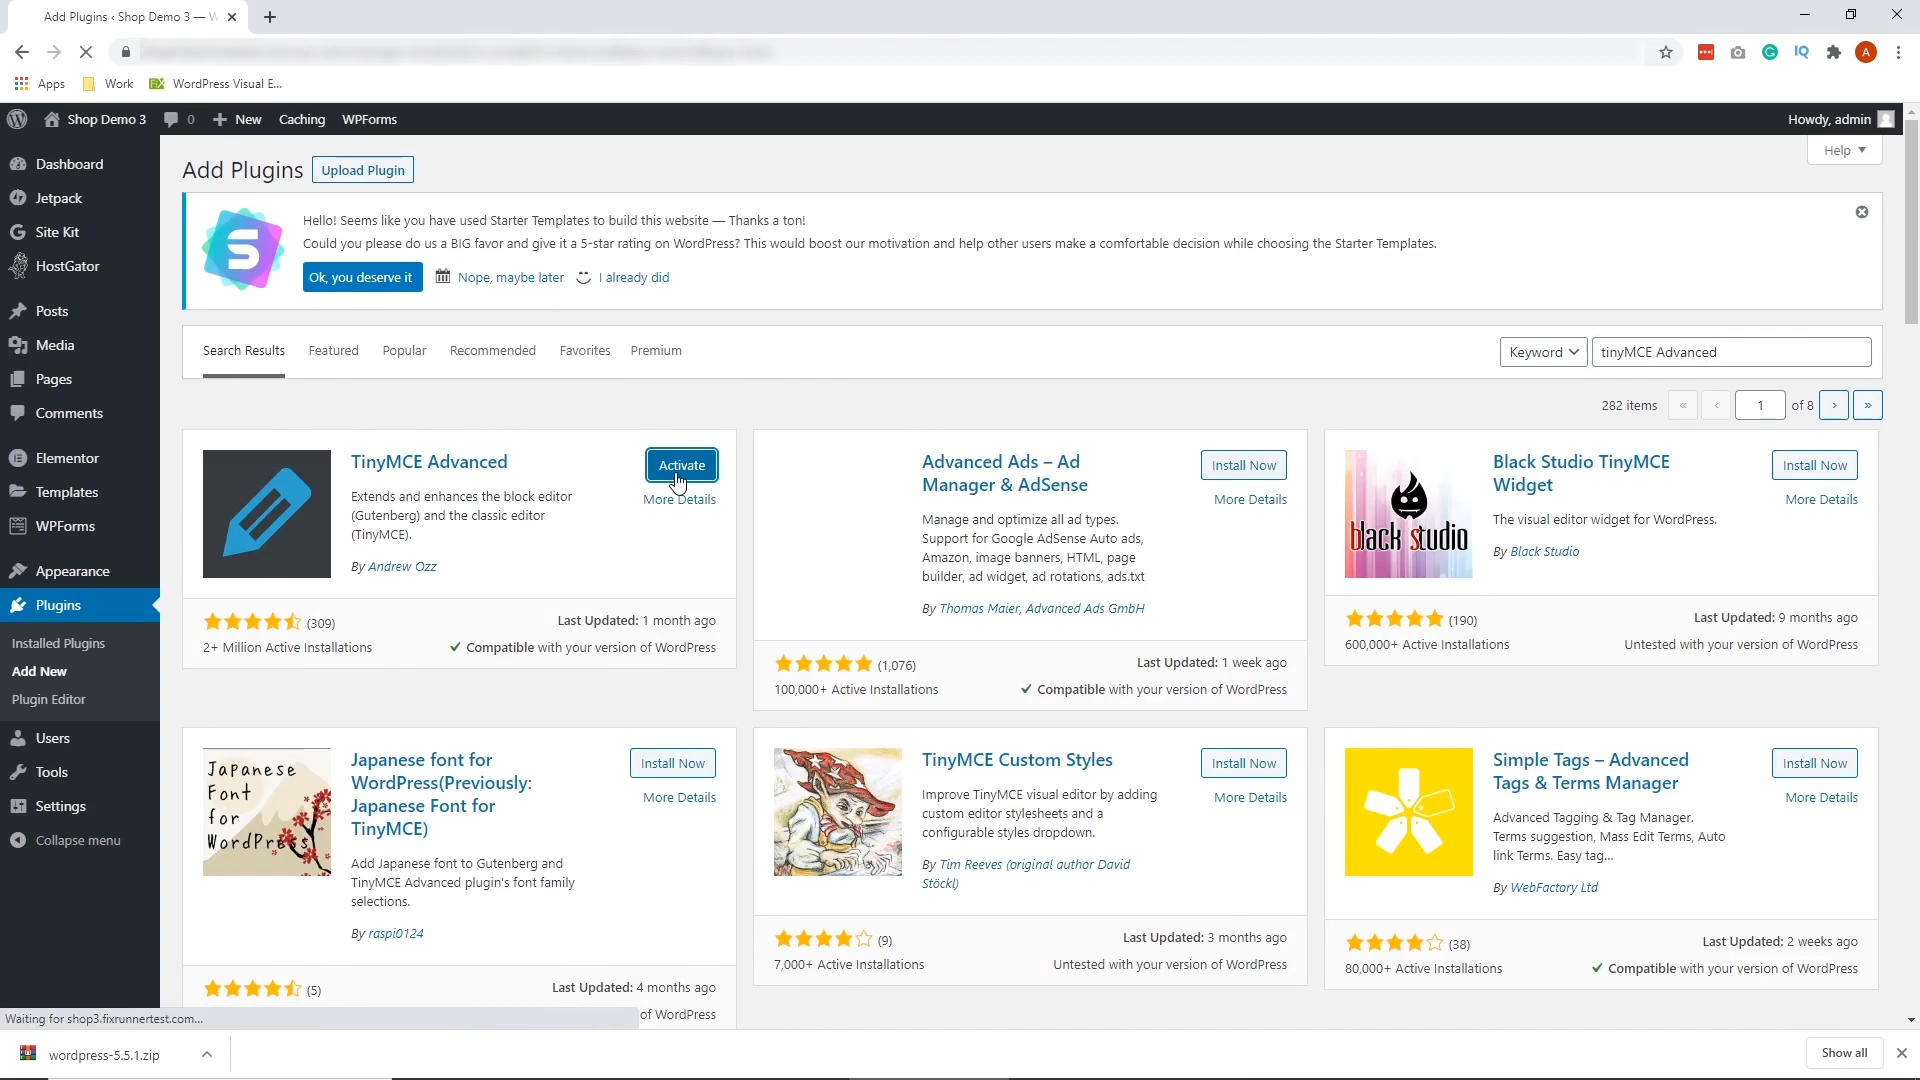 Add Plugins ‹ Shop Demo 3 — W
Apps
Work
WordPress Visual E...
Shop Demo 3
0
New
Caching
WPForms
Howdy, admin
Dashboard
Jetpack
Site Kit
HostGator
Posts
Media
Pages
Comments
Elementor
Templates
WPForms
Appearance
Plugins
Installed Plugins
Add New
Plugin Editor
Users
Tools
Settings
Collapse menu
Add Plugins
Upload Plugin
Help
Hello! Seems like you have used Starter Templates to build this website — Thanks a ton!
Could you please do us a BIG favor and give it a 5-star rating on WordPress? This would boost our motivation and help other users make a comfortable decision while choosing the Starter Templates.
Ok, you deserve it
Nope, maybe later
I already did
Search Results
Featured
Popular
Recommended
Favorites
Premium
Keyword
tinyMCE Advanced
282 items
«
‹
1
of 8
›
»
TinyMCE Advanced
Activate
More Details
Extends and enhances the block editor
(Gutenberg) and the classic editor
(TinyMCE).
By Andrew Ozz
(309)
Last Updated: 1 month ago
2+ Million Active Installations
Compatible with your version of WordPress
Advanced Ads – Ad
Manager & AdSense
Install Now
More Details
Manage and optimize all ad types.
Support for Google AdSense Auto ads,
Amazon, image banners, HTML, page
builder, ad widget, ad rotations, ads.txt
By Thomas Maier, Advanced Ads GmbH
(1,076)
Last Updated: 1 week ago
100,000+ Active Installations
Compatible with your version of WordPress
black studio
Black Studio TinyMCE
Widget
Install Now
More Details
The visual editor widget for WordPress.
By Black Studio
(190)
Last Updated: 9 months ago
600,000+ Active Installations
Untested with your version of WordPress
Japanese
Font
for
WordPress
Japanese font for
WordPress(Previously:
Japanese Font for
TinyMCE)
Install Now
More Details
Add Japanese font to Gutenberg and
TinyMCE Advanced plugin's font family
selections.
By raspi0124
(5)
Last Updated: 4 months ago
of WordPress
TinyMCE Custom Styles
Install Now
More Details
Improve TinyMCE visual editor by adding
custom editor stylesheets and a
configurable styles dropdown.
By Tim Reeves (original author David
Stöckl)
(9)
Last Updated: 3 months ago
7,000+ Active Installations
Untested with your version of WordPress
Simple Tags – Advanced
Tags & Terms Manager
Install Now
More Details
Advanced Tagging & Tag Manager.
Terms suggestion, Mass Edit Terms, Auto
link Terms. Easy tag...
By WebFactory Ltd
(38)
Last Updated: 2 weeks ago
80,000+ Active Installations
Compatible with your version of WordPress
Waiting for shop3.fixrunnertest.com...
wordpress-5.5.1.zip
Show all